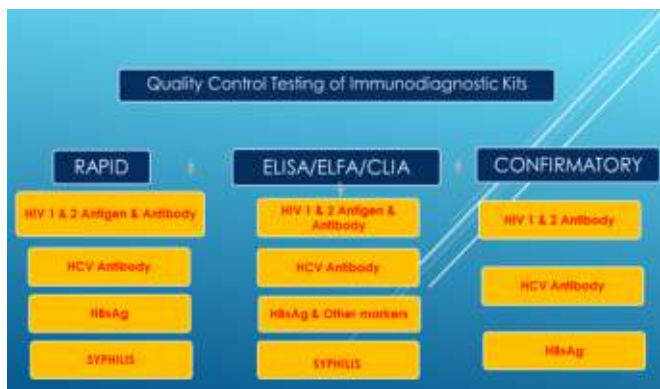 Quality Control Testing of Immunodiagnostic Kits
RAPID
HIV 1 & 2 Antigen & Antibody
HCV Antibody
HBsAg
SYPHILIS
ELISA/ELFA/CLIA
HIV 1 & 2 Antigen &
Antibody
HCV Antibody
HBsAg & Other markers
SYPHILIS
CONFIRMATORY
HIV 1 & 2 Antibody
HCV Antibody
HBsAg